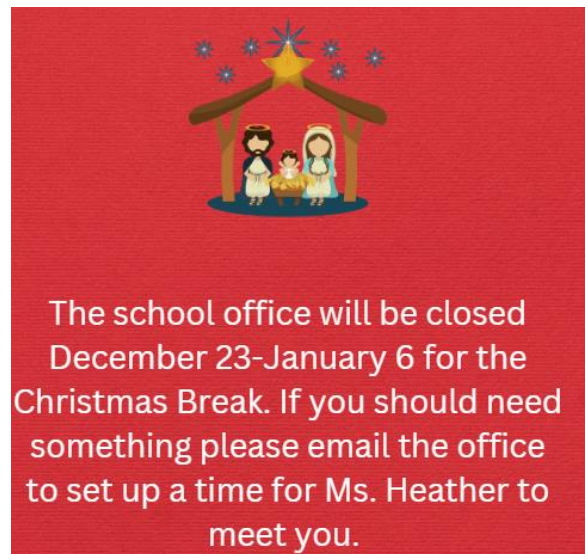 The school office will be closed
December 23-January 6 for the
Christmas Break. If you should need
something please email the office
to set up a time for Ms. Heather to
meet you.